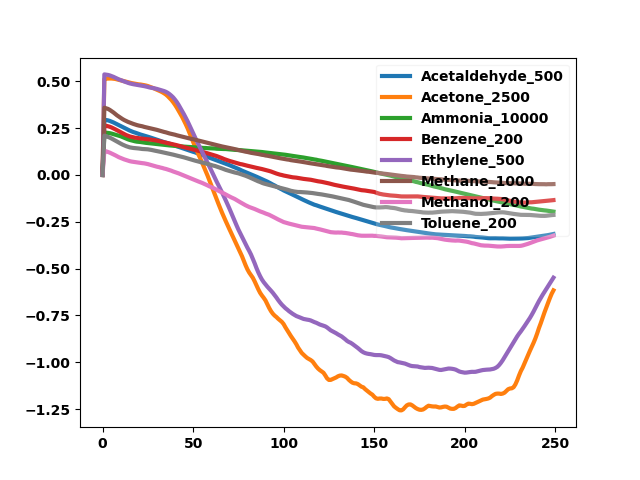 0.50
0.25
0.00
−0.25
−0.50
−0.75
−1.00
−1.25
0
50
100
150
200
250
Acetaldehyde_500
Acetone_2500
Ammonia_10000
Benzene_200
Ethylene_500
Methane_1000
Methanol_200
Toluene_200